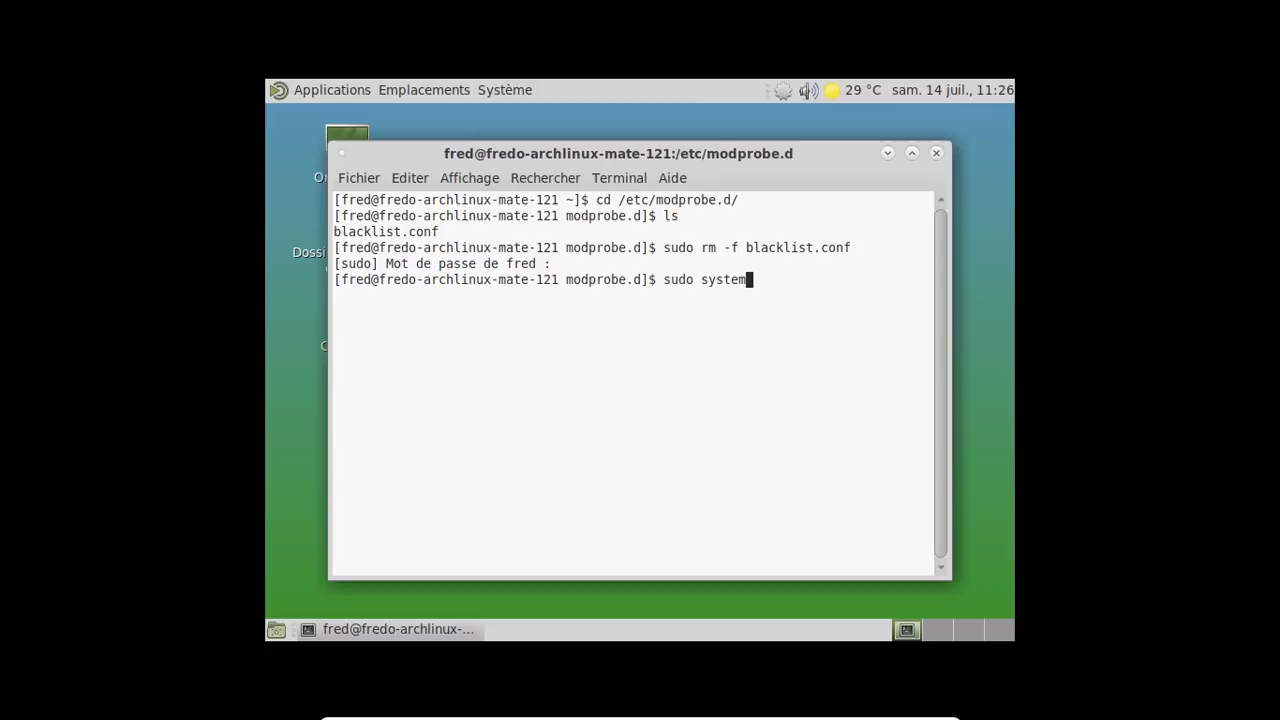 Applications Emplacements Système 29 °C sam. 14 juil., 11:26
fred@fredo-archlinux-mate-121:/etc/modprobe.d
Fichier Editer Affichage Rechercher Terminal Aide
[fred@fredo-archlinux-mate-121 ~]$ cd /etc/modprobe.d/
[fred@fredo-archlinux-mate-121 modprobe.d]$ ls
blacklist.conf
[fred@fredo-archlinux-mate-121 modprobe.d]$ sudo rm -f blacklist.conf
[sudo] Mot de passe de fred :
[fred@fredo-archlinux-mate-121 modprobe.d]$ sudo system
Dossi
fred@fredo-archlinux-...